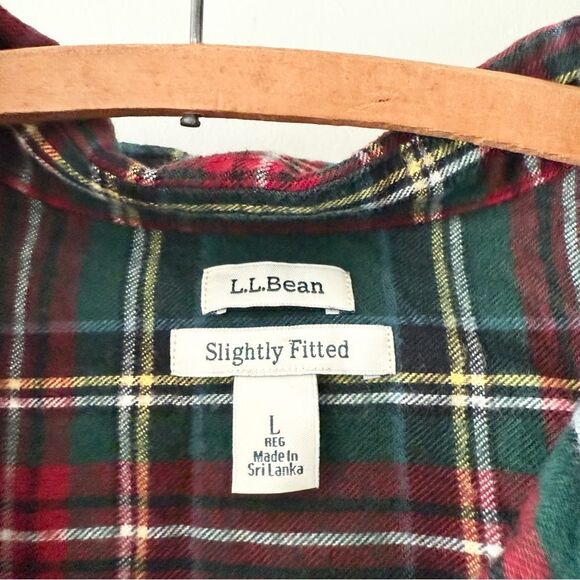 L.L.Bean
Slightly Fitted
L
REG
Made In
Sri Lanka